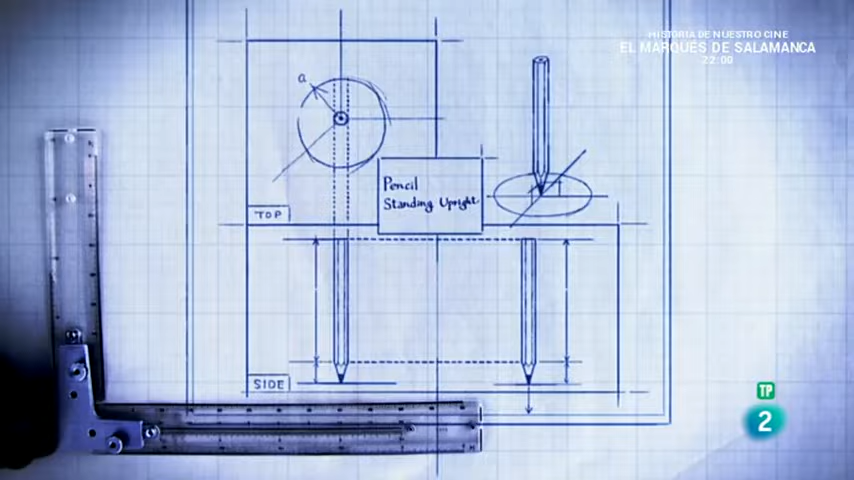 HISTORIA DE NUESTRO CINE
EL MARQUÉS DE SALAMANCA
22:00
a
Pencil
Standing Upright
TOP
SIDE
TP
2